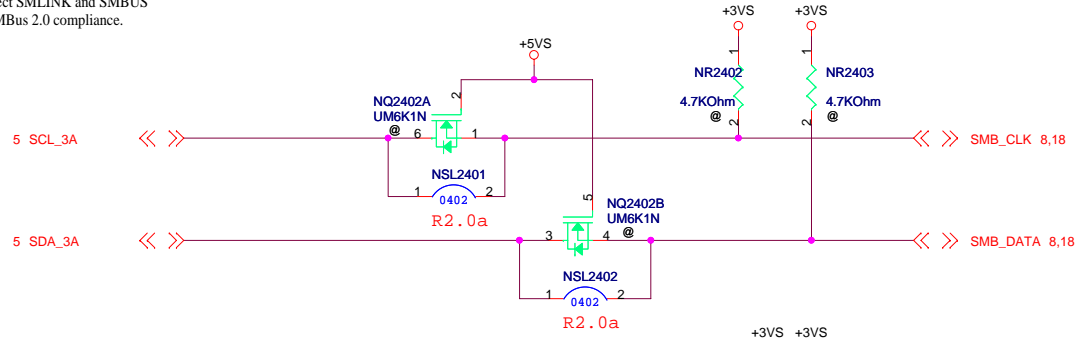 ect SMLINK and SMBUS
MBus 2.0 compliance.
+3VS +3VS
+5VS
1 1
NR2402 NR2403
2
NQ2402A
UM6K1N
@
4.7KOhm 4.7KOhm
@ @
2 2
5 SCL_3A
6 1
SMB_CLK 8,18
NSL2401
1 2
0402
R2.0a
5
NQ2402B
UM6K1N
@
5 SDA_3A
3 4
SMB_DATA 8,18
NSL2402
1 2
0402
R2.0a
+3VS +3VS